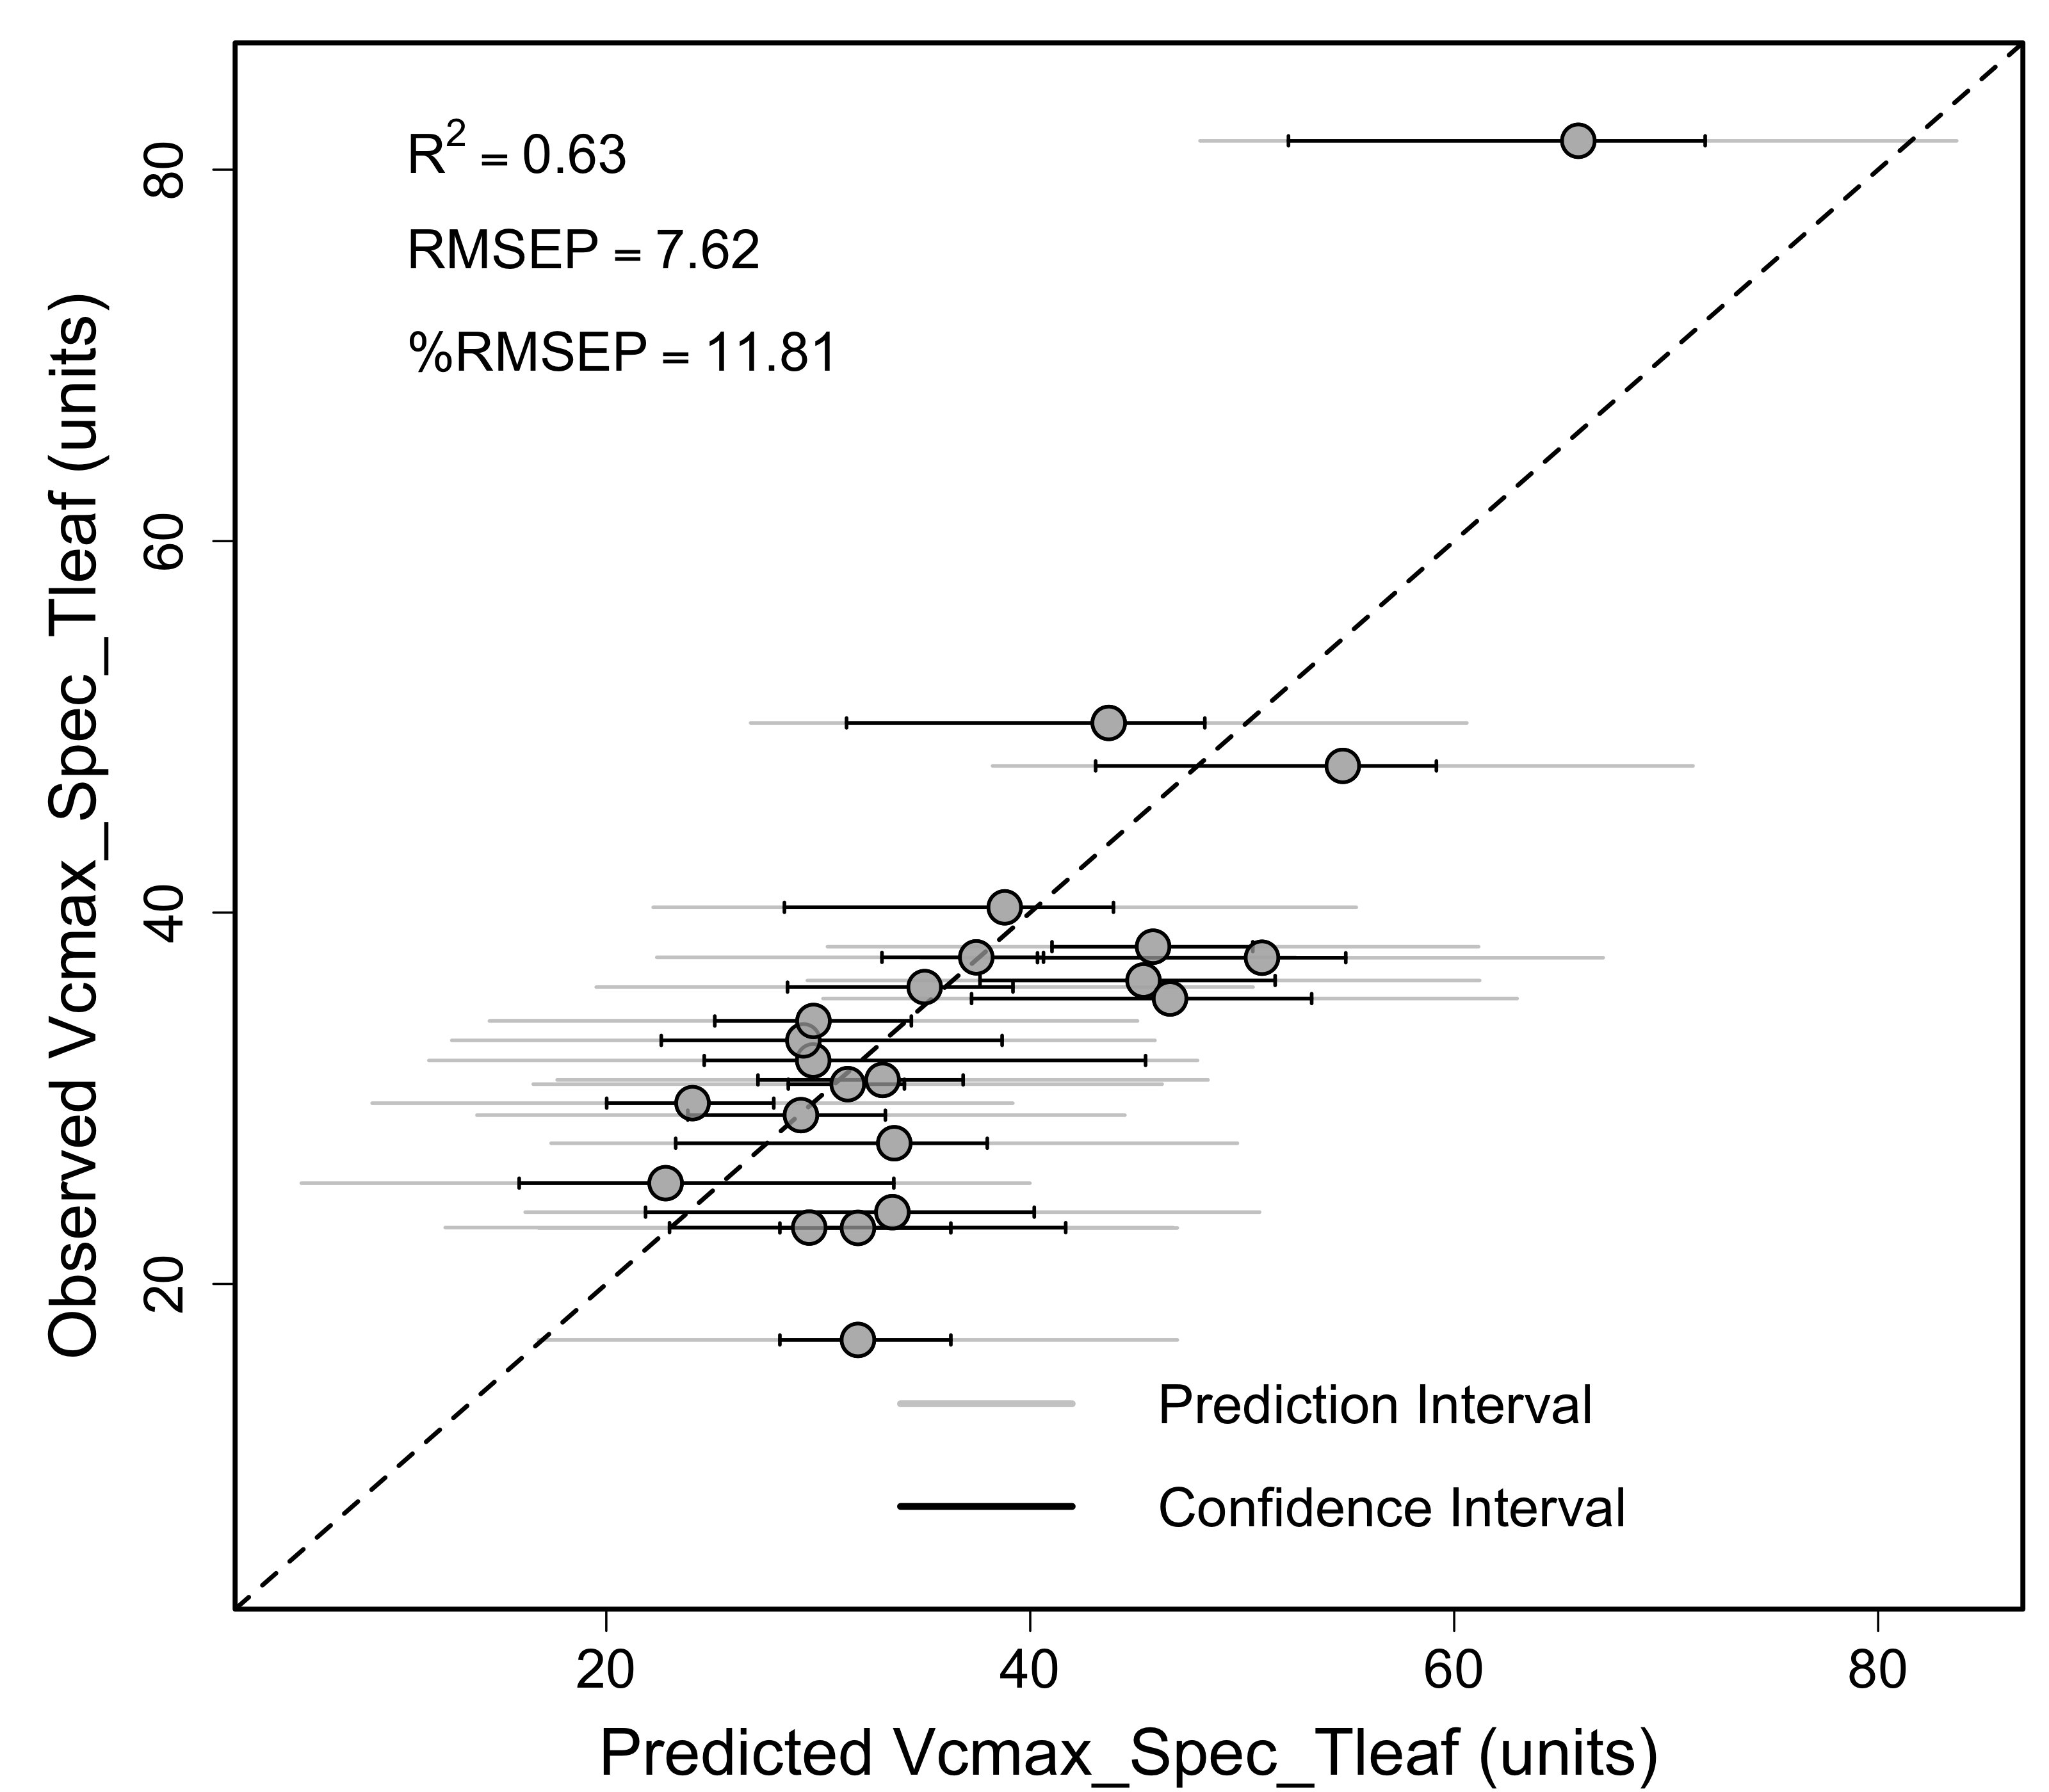 R² = 0.63
RMSEP = 7.62
%RMSEP = 11.81
Observed Vcmax_Spec_Tleaf (units)
80
60
40
20
Prediction Interval
Confidence Interval
20 40 60 80
Predicted Vcmax_Spec_Tleaf (units)